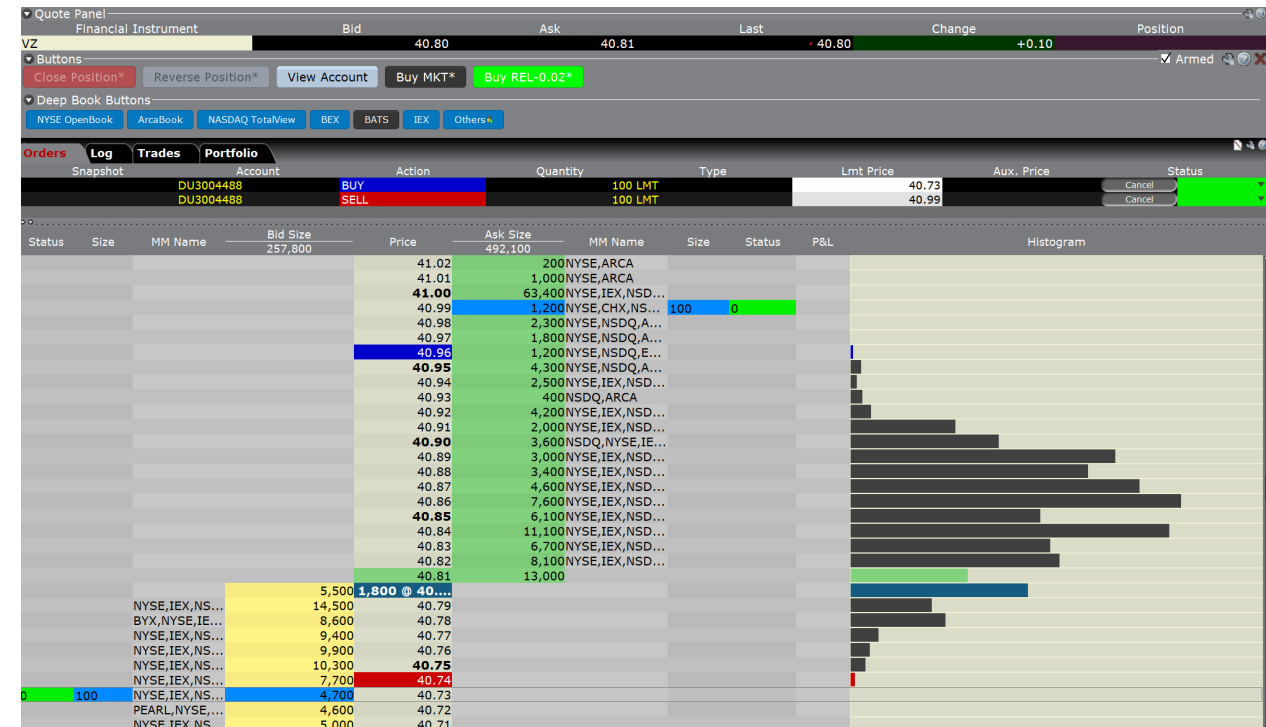 Quote Panel
Financial Instrument Bid Ask Last Change Position
VZ 40.80 40.81 40.80 +0.10
Buttons Armed
Close Position* Reverse Position* View Account Buy MKT* Buy REL-0.02*
Deep Book Buttons
NYSE OpenBook ArcaBook NASDAQ TotalView BEX BATS IEX Others
Orders Log Trades Portfolio
Snapshot Account Action Quantity Type Lmt Price Aux. Price Status
DU3004488 BUY 100 LMT 40.73 Cancel
DU3004488 SELL 100 LMT 40.99 Cancel
Status Size MM Name Bid Size Price Ask Size MM Name Size Status P&L Histogram
257,800 492,100
41.02 200 NYSE,ARCA
41.01 1,000 NYSE,ARCA
41.00 63,400 NYSE,IEX,NSD...
40.99 1,200 NYSE,CHX,NS... 100 0
40.98 2,300 NYSE,NSDQ,A...
40.97 1,800 NYSE,NSDQ,A...
40.96 1,200 NYSE,NSDQ,E...
40.95 4,300 NYSE,NSDQ,A...
40.94 2,500 NYSE,IEX,NSD...
40.93 400 NSDQ,ARCA
40.92 4,200 NYSE,IEX,NSD...
40.91 2,000 NYSE,IEX,NSD...
40.90 3,600 NSDQ,NYSE,IE...
40.89 3,000 NYSE,IEX,NSD...
40.88 3,400 NYSE,IEX,NSD...
40.87 4,600 NYSE,IEX,NSD...
40.86 7,600 NYSE,IEX,NSD...
40.85 6,100 NYSE,IEX,NSD...
40.84 11,100 NYSE,IEX,NSD...
40.83 6,700 NYSE,IEX,NSD...
40.82 8,100 NYSE,IEX,NSD...
40.81 13,000
5,500 1,800 @ 40....
NYSE,IEX,NS... 14,500 40.79
BYX,NYSE,IE... 8,600 40.78
NYSE,IEX,NS... 9,400 40.77
NYSE,IEX,NS... 9,900 40.76
NYSE,IEX,NS... 10,300 40.75
NYSE,IEX,NS... 7,700 40.74
0 100 NYSE,IEX,NS... 4,700 40.73
PEARL,NYSE,... 4,600 40.72
NYSE,IEX,NS... 5,000 40.71